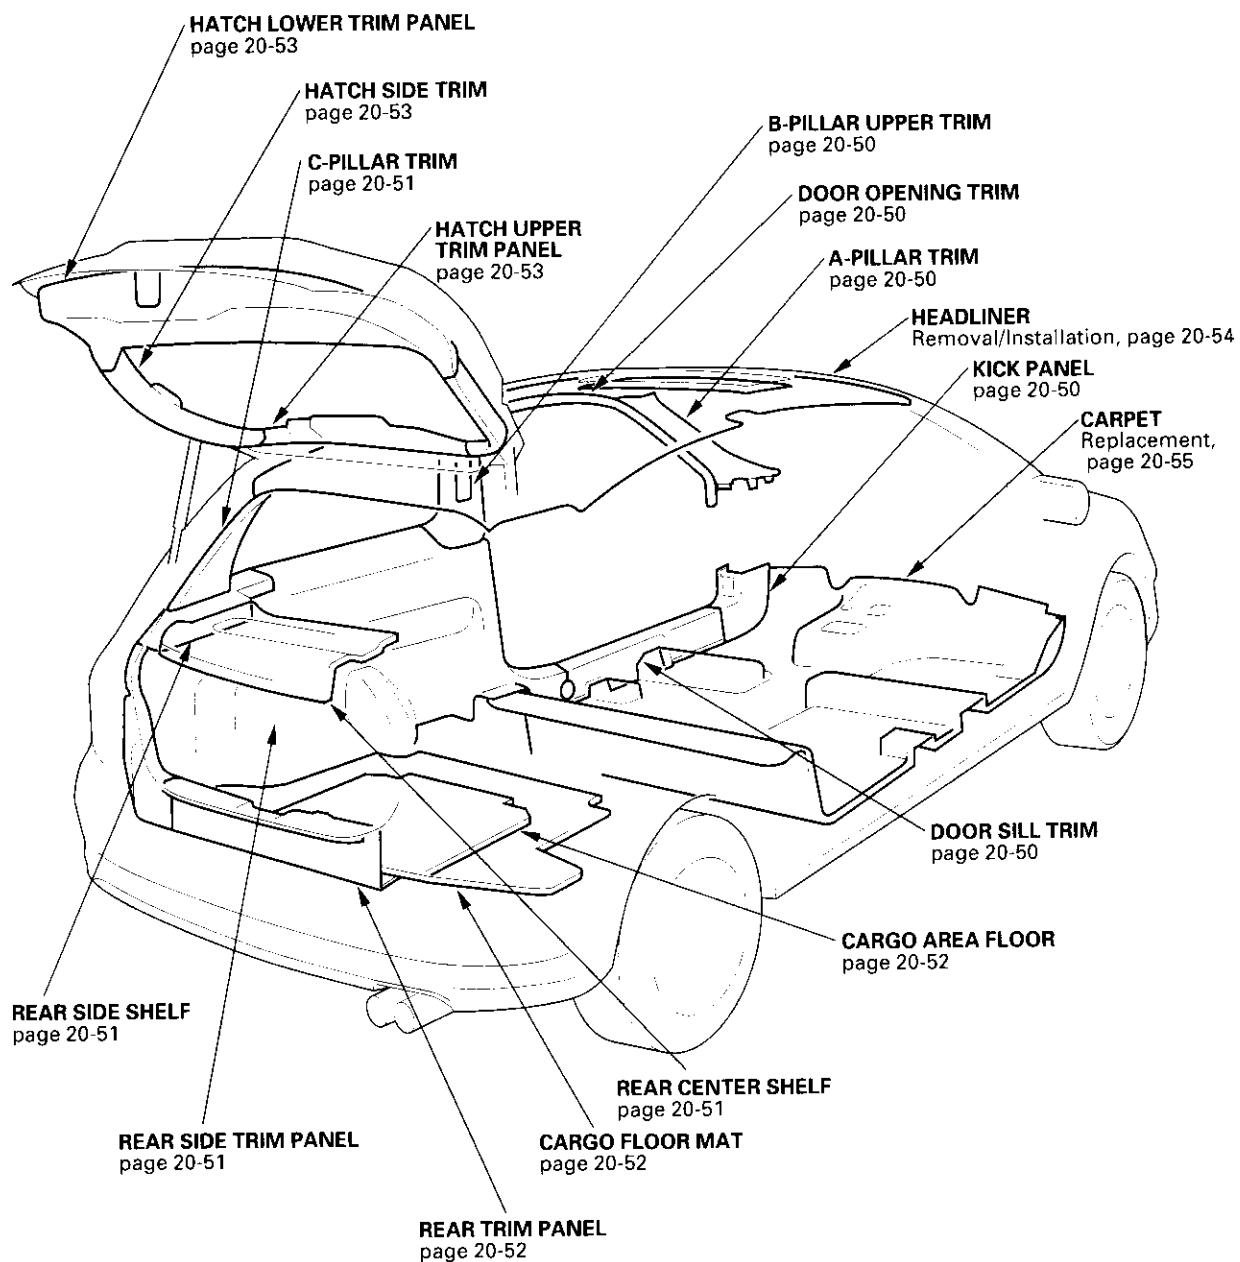 HATCH LOWER TRIM PANEL
page 20-53
HATCH SIDE TRIM
page 20-53
C-PILLAR TRIM
page 20-51
HATCH UPPER
TRIM PANEL
page 20-53
B-PILLAR UPPER TRIM
page 20-50
DOOR OPENING TRIM
page 20-50
A-PILLAR TRIM
page 20-50
HEADLINER
Removal/Installation, page 20-54
KICK PANEL
page 20-50
CARPET
Replacement,
page 20-55
DOOR SILL TRIM
page 20-50
CARGO AREA FLOOR
page 20-52
REAR SIDE SHELF
page 20-51
REAR CENTER SHELF
page 20-51
REAR SIDE TRIM PANEL
page 20-51
CARGO FLOOR MAT
page 20-52
REAR TRIM PANEL
page 20-52